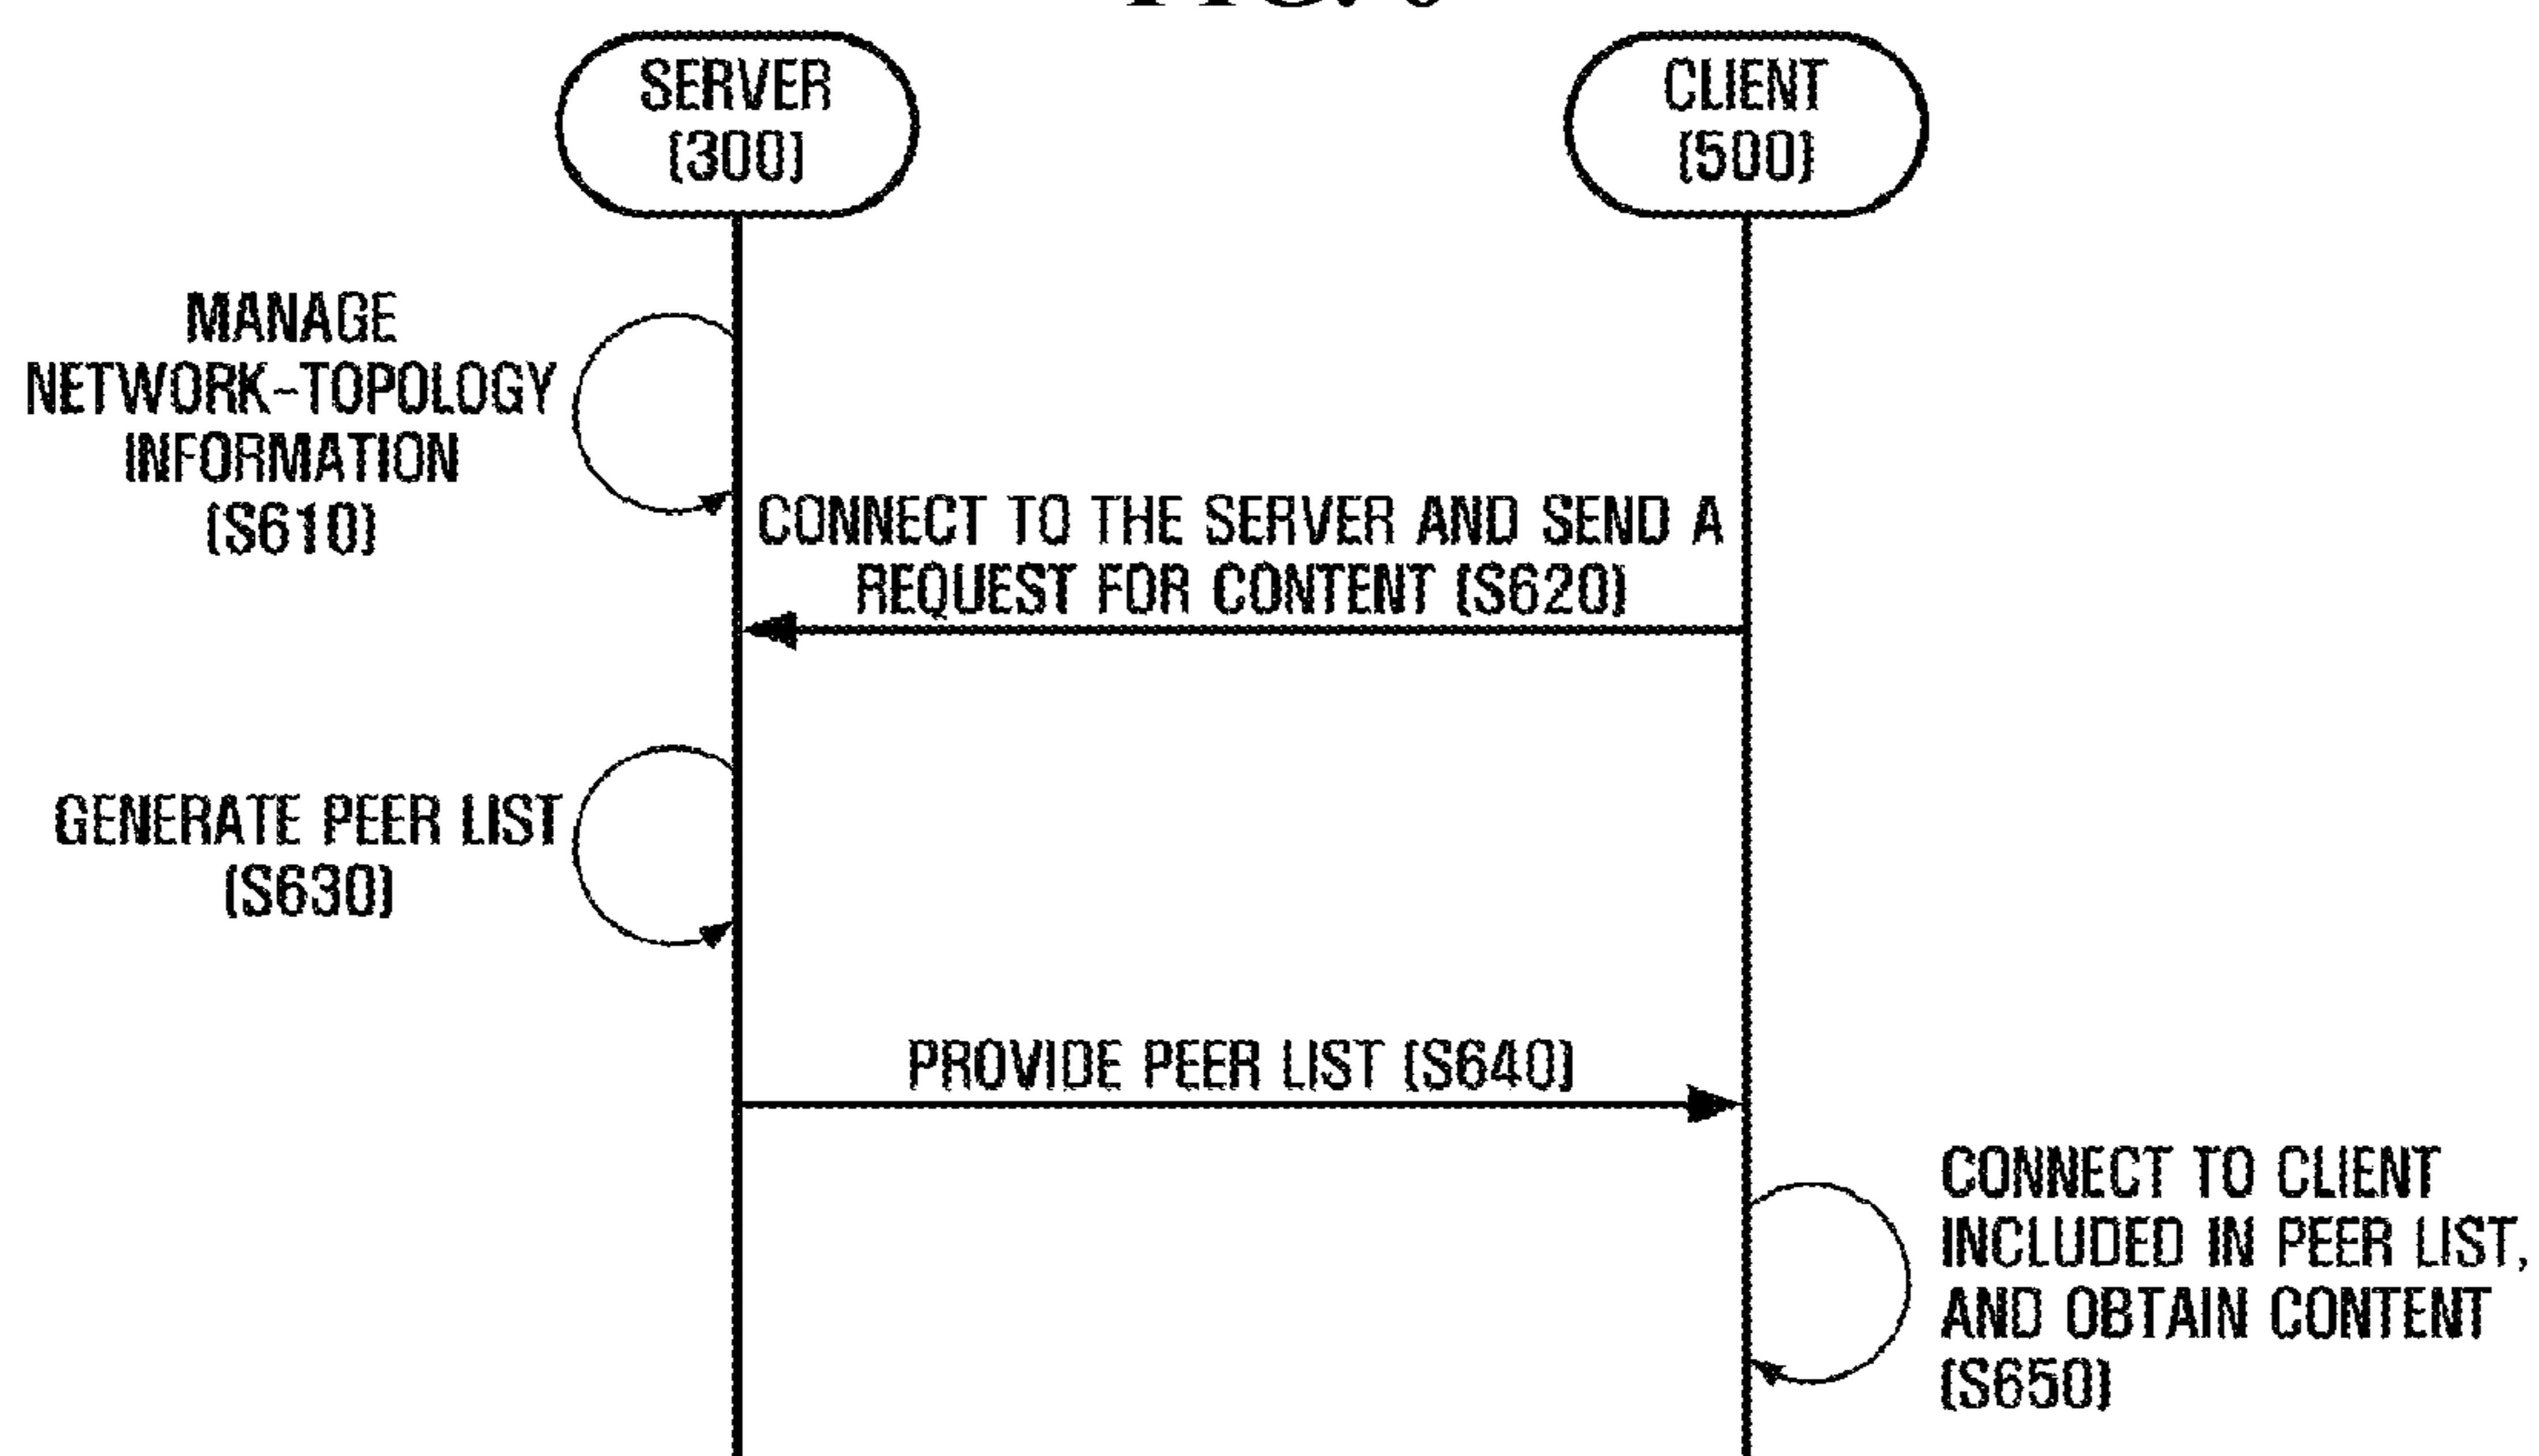 SERVER
(300)
CLIENT
(500)
MANAGE
NETWORK-TOPOLOGY
INFORMATION
(S610)
CONNECT TO THE SERVER AND SEND A
REQUEST FOR CONTENT (S620)
GENERATE PEER LIST
(S630)
PROVIDE PEER LIST (S640)
CONNECT TO CLIENT
INCLUDED IN PEER LIST,
AND OBTAIN CONTENT
(S650)